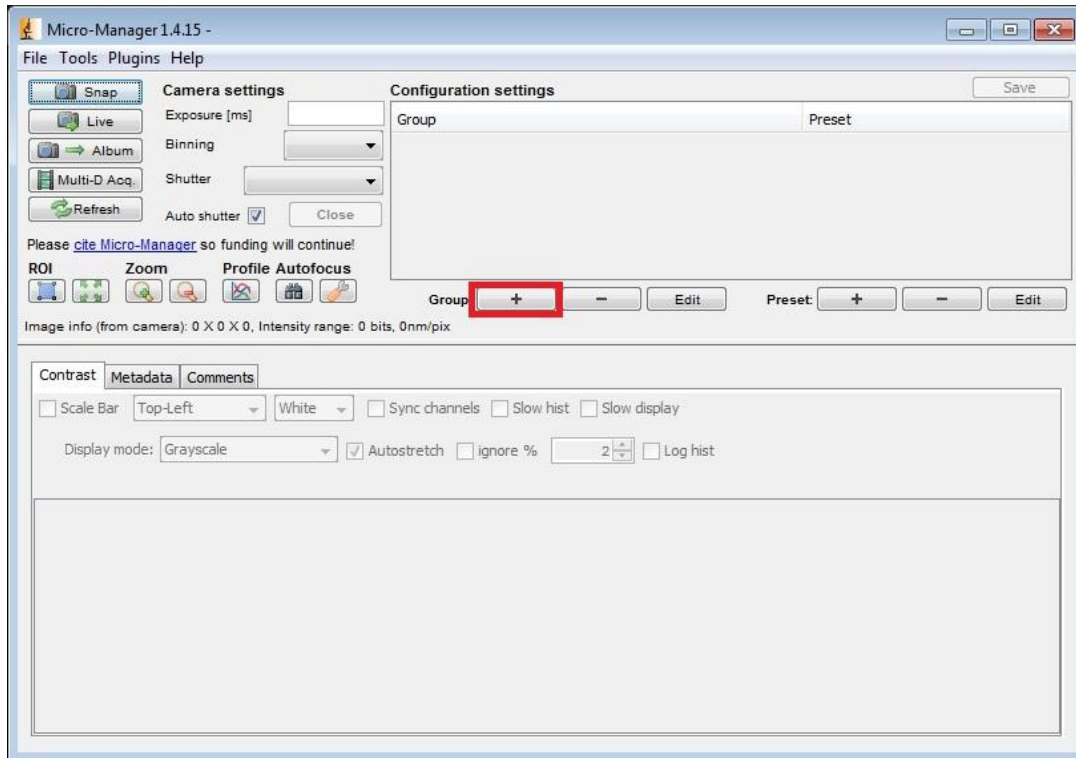 Micro-Manager 1.4.15 -
File Tools Plugins Help
Snap
Live
Album
Multi-D Acq.
Refresh
Camera settings
Exposure [ms]
Binning
Shutter
Auto shutter
Close
Configuration settings
Save
Group Preset
Please cite Micro-Manager so funding will continue!
ROI Zoom Profile Autofocus
Group + - Edit Preset: + - Edit
Image info (from camera): 0 X 0 X 0, Intensity range: 0 bits, 0nm/pix
Contrast Metadata Comments
Scale Bar Top-Left White Sync channels Slow hist Slow display
Display mode: Grayscale Autostretch ignore % 2 Log hist